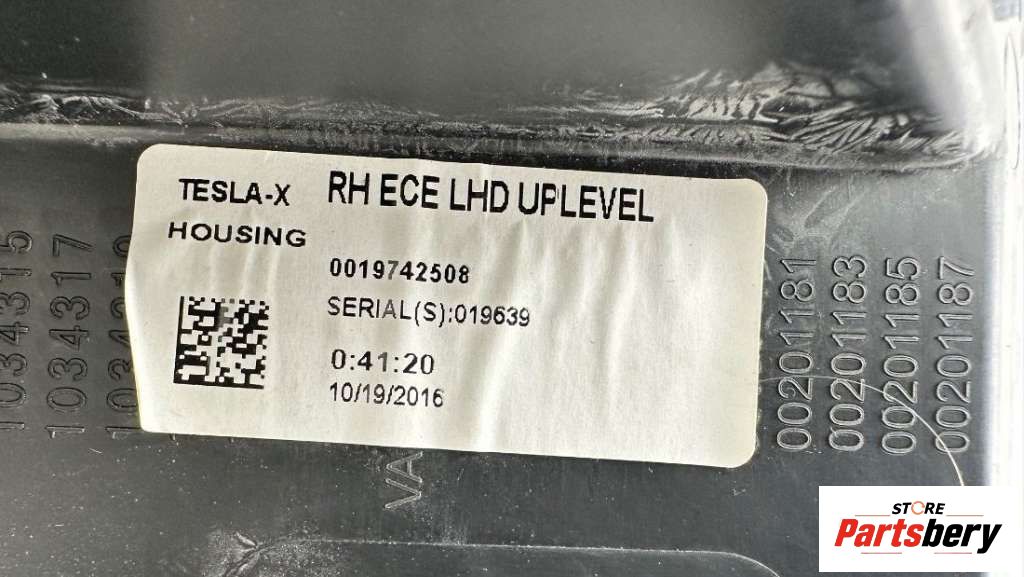 TESLA-X RH ECE LHD UPLEVEL
HOUSING
0019742508
SERIAL(S):019639
0:41:20
10/19/2016
1034315
1034317
VA
00201181
00201183
00201185
00201187
STORE
Partsbery